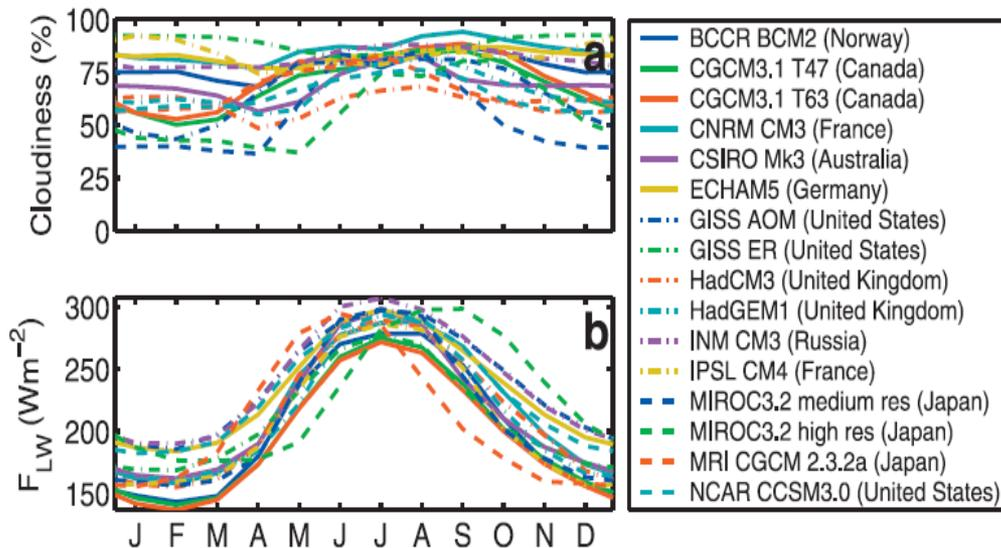 100
75
50
25
0
Cloudiness (%)
a
300
250
200
150
F_LW (Wm⁻²)
b
J F M A M J J A S O N D
BCCR BCM2 (Norway)
CGCM3.1 T47 (Canada)
CGCM3.1 T63 (Canada)
CNRM CM3 (France)
CSIRO Mk3 (Australia)
ECHAM5 (Germany)
GISS AOM (United States)
GISS ER (United States)
HadCM3 (United Kingdom)
HadGEM1 (United Kingdom)
INM CM3 (Russia)
IPSL CM4 (France)
MIROC3.2 medium res (Japan)
MIROC3.2 high res (Japan)
MRI CGCM 2.3.2a (Japan)
NCAR CCSM3.0 (United States)